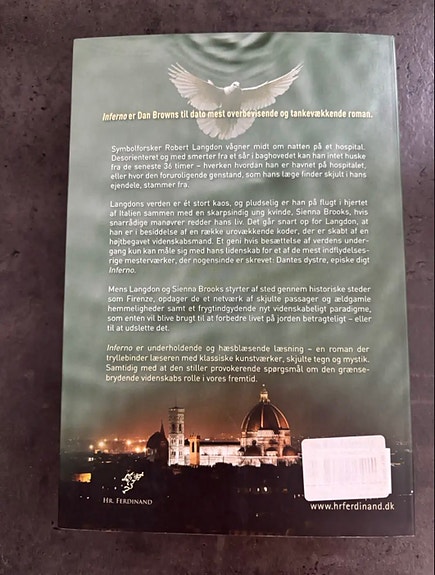 Inferno er Dan Browns til dato mest overbevisende og tankevækkende roman.
Symbolforsker Robert Langdon vågner midt om natten på et hospital.
Desorienteret og med smerter fra et sår i baghovedet kan han intet huske
fra de seneste 36 timer – hverken hvordan han er havnet på hospitalet,
eller hvor den foruroligende genstand, som hans læge finder skjult i hans
ejendele, stammer fra.
Langdons verden er ét stort kaos, og pludselig er han på flugt i hjertet
af Italien sammen med en skarpsindig ung kvinde, Sienna Brooks, hvis
snarrådige manøvrer redder hans liv. Det går snart op for Langdon, at
han er i besiddelse af en række urovækkende koder, der er skabt af en
højtbegavet videnskabsmand. Et geni hvis besættelse af verdens under-
gang kun kan måle sig med hans lidenskab for et af de mest indflydelses-
rige mesterværker, der nogensinde er skrevet: Dantes dystre, episke digt
Inferno.
Mens Langdon og Sienna Brooks styrter af sted gennem historiske steder
som Firenze, opdager de et netværk af skjulte passager og ældgamle
hemmeligheder samt et frygtindgydende nyt videnskabeligt paradigme,
som enten vil blive brugt til at forbedre livet på jorden betragteligt – eller
til at udslette det.
Inferno er underholdende og hæsblæsende læsning – en roman der
tryllebinder læseren med klassiske kunstværker, skjulte tegn og mystik.
Samtidig med at den stiller provokerende spørgsmål om den grænse-
brydende videnskabs rolle i vores fremtid.
HR. FERDINAND
www.hrferdinand.dk